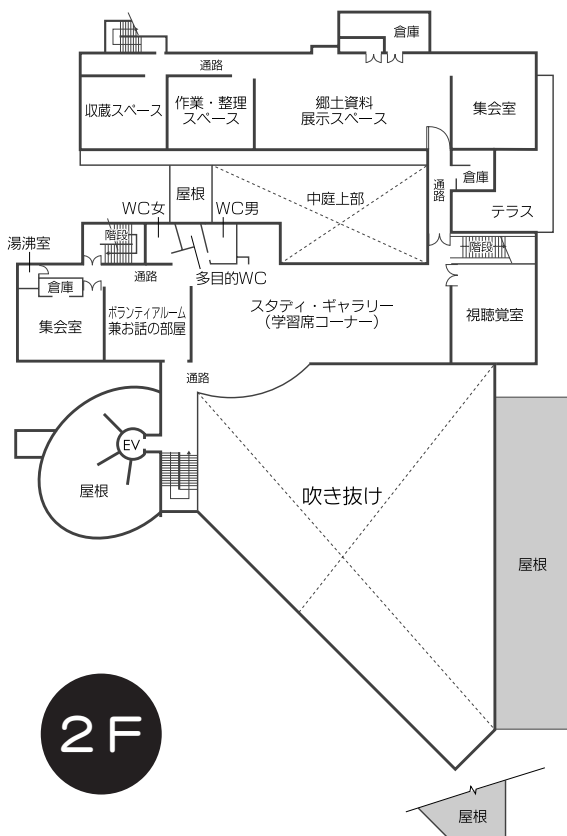 倉庫
通路
収蔵スペース
作業・整理
スペース
郷土資料
展示スペース
集会室
通路
倉庫
テラス
屋根
中庭上部
WC女
WC男
湯沸室
階段
階段
倉庫
通路
多目的WC
集会室
ボランティアルーム
兼お話の部屋
スタディ・ギャラリー
（学習席コーナー）
視聴覚室
通路
EV
屋根
吹き抜け
屋根
2F
屋根